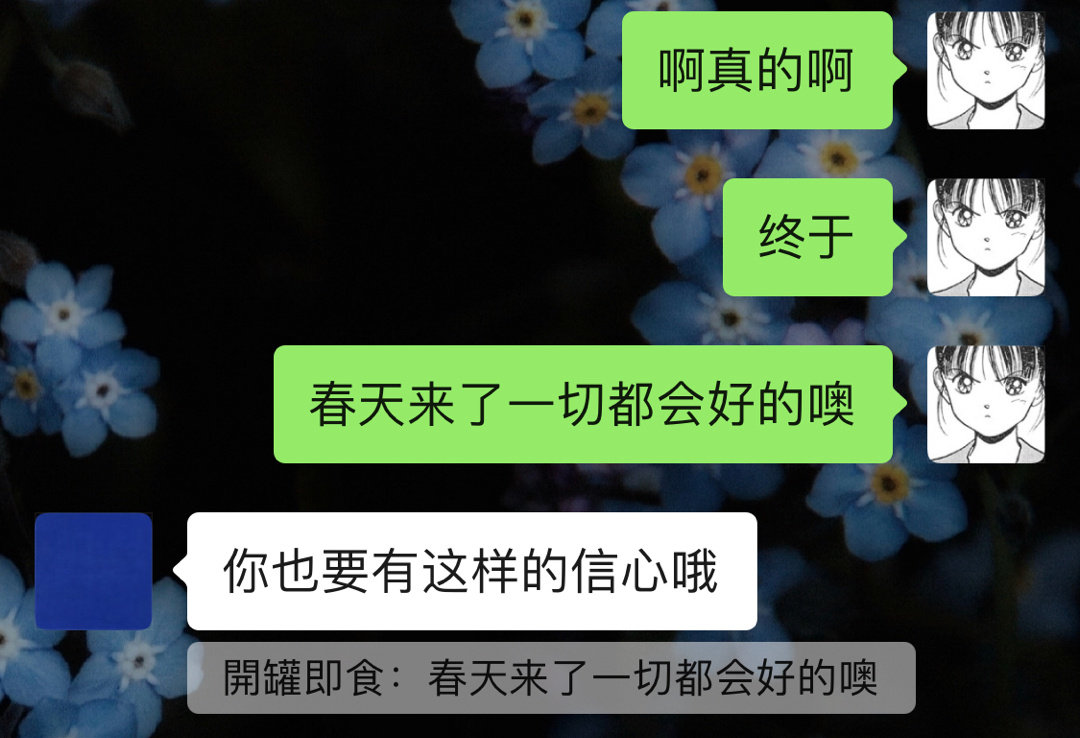 啊真的啊
终于
春天来了一切都会好的噢
你也要有这样的信心哦
開罐即食：春天来了一切都会好的噢